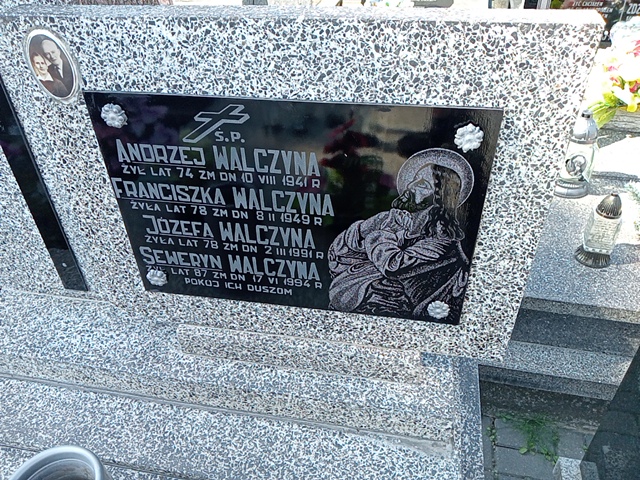 Ś.P.
ANDRZEJ WALCZYNA
ŻYŁ LAT 74 ZM DN 10 VIII 1941 R
FRANCISZKA WALCZYNA
ŻYŁA LAT 78 ZM DN 8 II 1949 R
JÓZEFA WALCZYNA
ŻYŁA LAT 78 ZM DN 2 III 1991 R
SEWERYN WALCZYNA
LAT 87 ZM DN 17 VI 1994 R
POKÓJ ICH DUSZOM